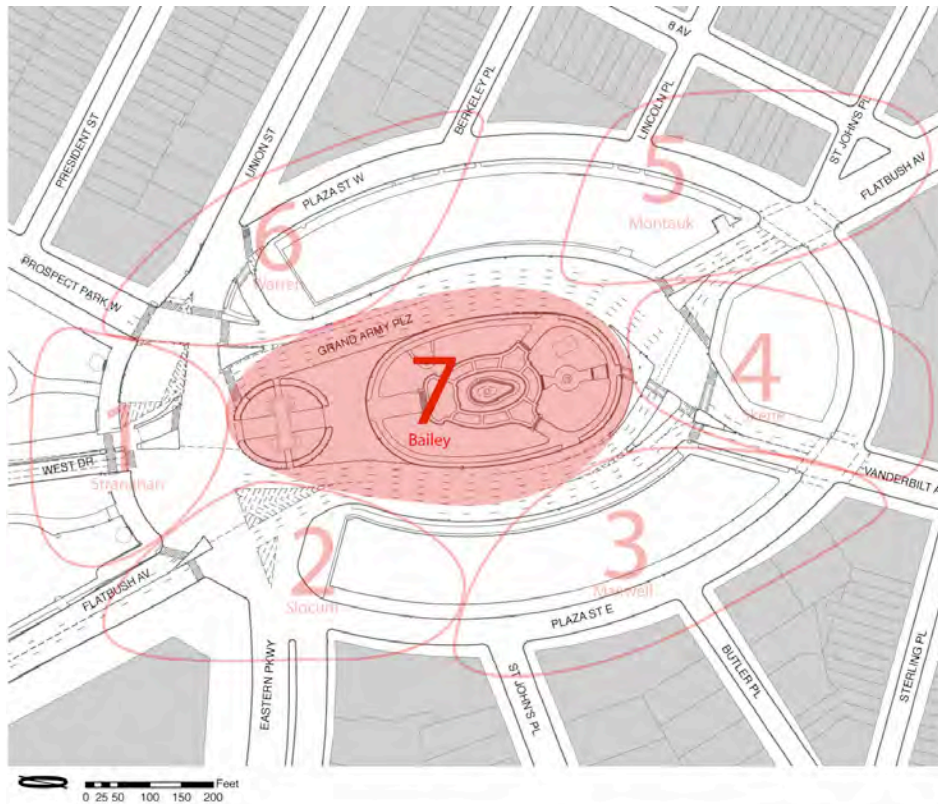 8 AV
BERKELEY PL
LINCOLN PL
ST JOHN'S PL
PRESIDENT ST
UNION ST
5
FLATBUSH AV
PLAZA ST W
Montauk
6
Warren
PROSPECT PARK W
GRAND ARMY PLZ
4
Skene
7
Bailey
1
WEST DR
Stranahan
VANDERBILT A
2
3
Slocum
Maxwell
FLATBUSH AV
PLAZA ST E
EASTERN PKWY
ST JOHN'S PL
BUTLER PL
STERLING PL
Feet
0 25 50 100 150 200